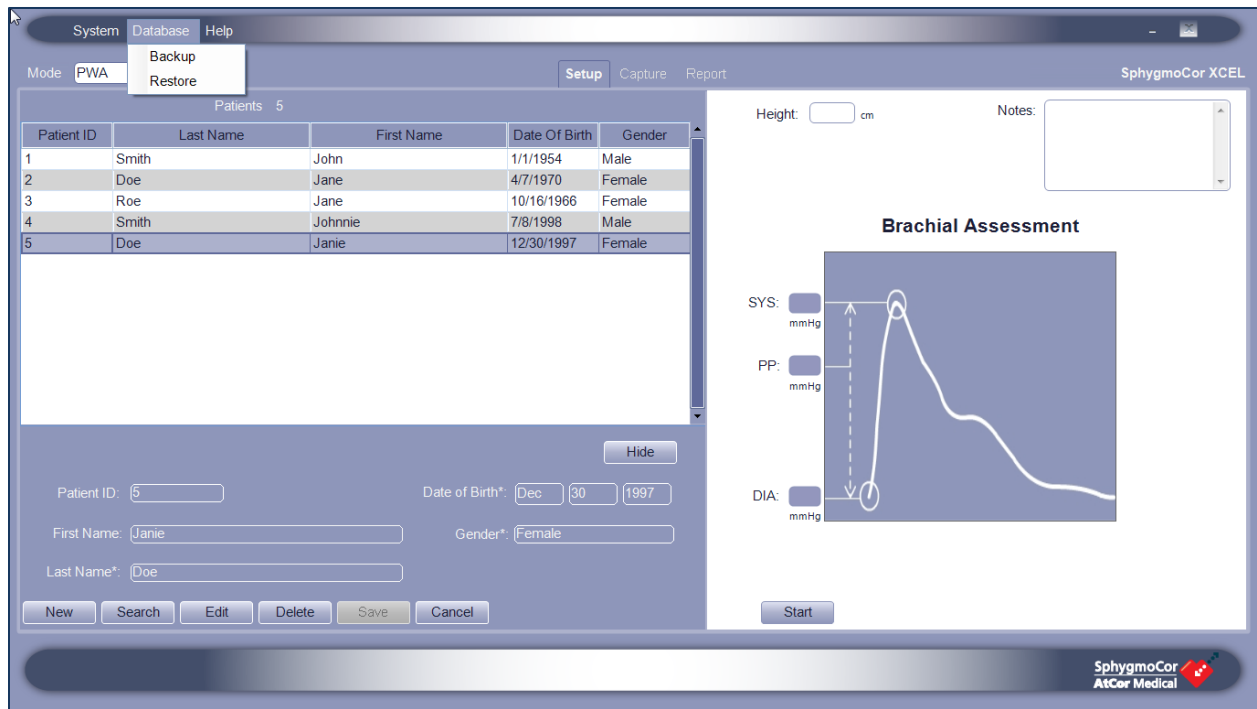 System Database Help
Backup
Restore
Mode PWA
Setup Capture Report
SphygmoCor XCEL
Patients 5
Patient ID Last Name First Name Date Of Birth Gender
1 Smith John 1/1/1954 Male
2 Doe Jane 4/7/1970 Female
3 Roe Jane 10/16/1966 Female
4 Smith Johnnie 7/8/1998 Male
5 Doe Janie 12/30/1997 Female
Hide
Patient ID: 5 Date of Birth*: Dec 30 1997
First Name: Janie Gender*: Female
Last Name*: Doe
New Search Edit Delete Save Cancel
Height: cm Notes:
Brachial Assessment
SYS:
mmHg
PP:
mmHg
DIA:
mmHg
Start
SphygmoCor
AtCor Medical